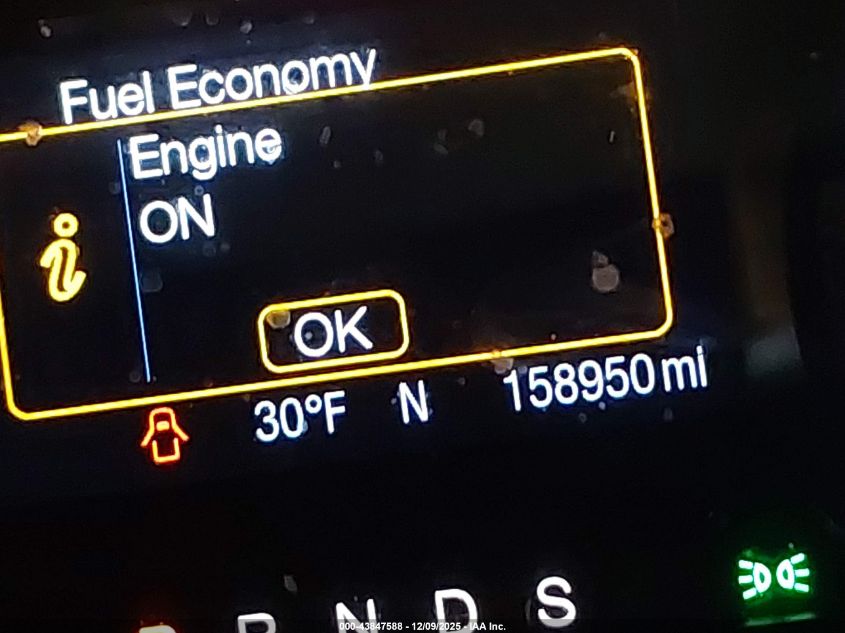 Fuel Economy
Engine
ON
OK
30°F N 158950 mi
R N D S
000-43847588 - 12/09/2025 - IAA Inc.